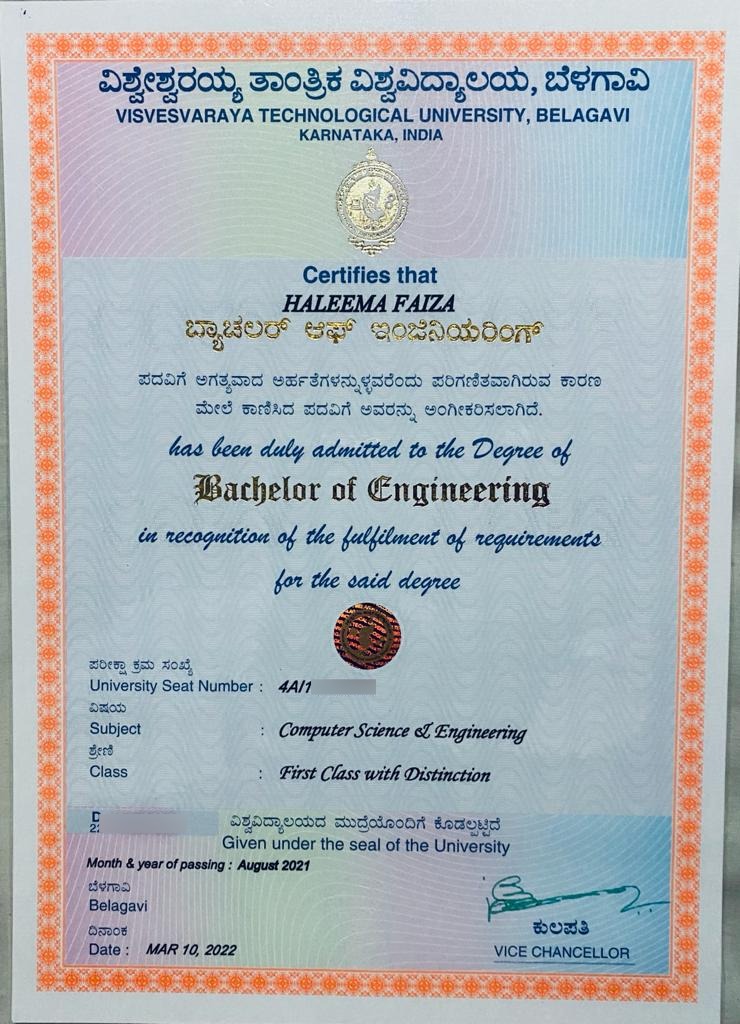 ವಿಶ್ವೇಶ್ವರಯ್ಯ ತಾಂತ್ರಿಕ ವಿಶ್ವವಿದ್ಯಾಲಯ, ಬೆಳಗಾವಿ
VISVESVARAYA TECHNOLOGICAL UNIVERSITY, BELAGAVI
KARNATAKA, INDIA
Certifies that
HALEEMA FAIZA
ಬ್ಯಾಚಲರ್ ಆಫ್ ಇಂಜಿನಿಯರಿಂಗ್
ಪದವಿಗೆ ಅಗತ್ಯವಾದ ಅರ್ಹತೆಗಳನ್ನುಳ್ಳವರೆಂದು ಪರಿಗಣಿತವಾಗಿರುವ ಕಾರಣ
ಮೇಲೆ ಕಾಣಿಸಿದ ಪದವಿಗೆ ಅವರನ್ನು ಅಂಗೀಕರಿಸಲಾಗಿದೆ.
has been duly admitted to the Degree of
Bachelor of Engineering
in recognition of the fulfilment of requirements
for the said degree
ಪರೀಕ್ಷಾ ಕ್ರಮ ಸಂಖ್ಯೆ
University Seat Number : 4AI1
ವಿಷಯ
Subject : Computer Science & Engineering
ಶ್ರೇಣಿ
Class : First Class with Distinction
ವಿಶ್ವವಿದ್ಯಾಲಯದ ಮುದ್ರೆಯೊಂದಿಗೆ ಕೊಡಲ್ಪಟ್ಟಿದೆ
Given under the seal of the University
Month & year of passing : August 2021
ಬೆಳಗಾವಿ
Belagavi
ದಿನಾಂಕ
Date : MAR 10, 2022
ಕುಲಪತಿ
VICE CHANCELLOR